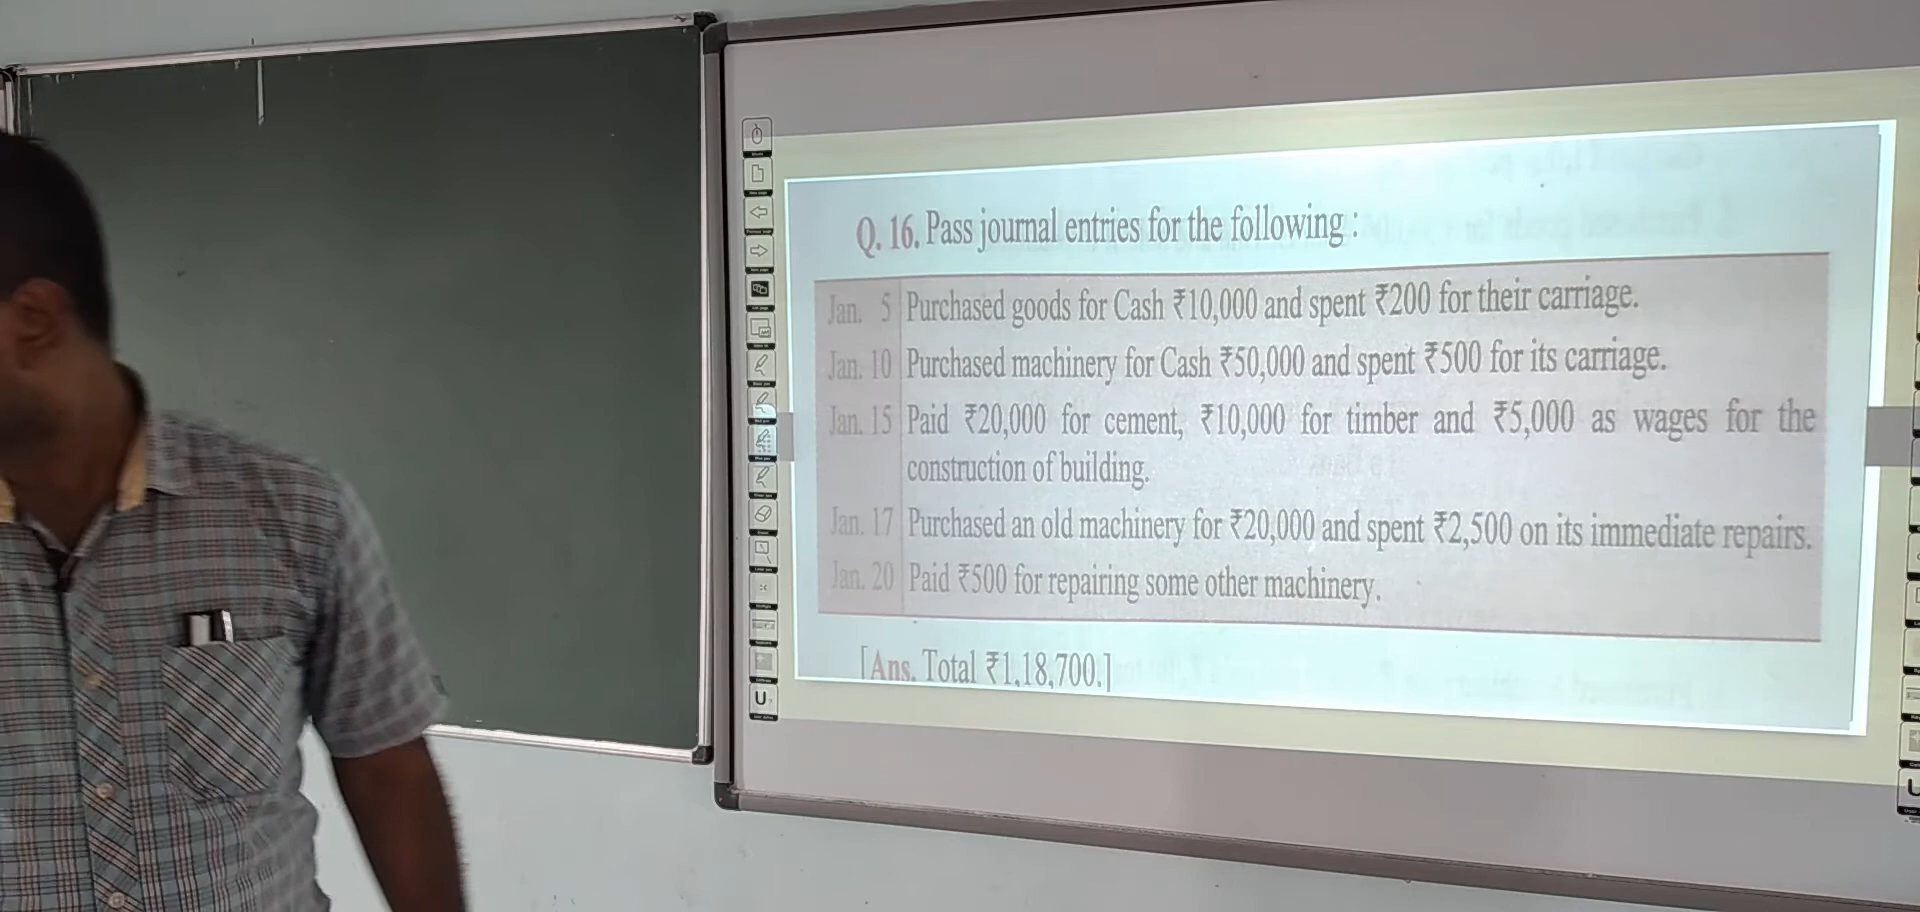 Q. 16. Pass journal entries for the following :
Jan. 5 Purchased goods for Cash ₹10,000 and spent ₹200 for their carriage.
Jan. 10 Purchased machinery for Cash ₹50,000 and spent ₹500 for its carriage.
Jan. 15 Paid ₹20,000 for cement, ₹10,000 for timber and ₹5,000 as wages for the
construction of building.
Jan. 17 Purchased an old machinery for ₹20,000 and spent ₹2,500 on its immediate repairs.
Jan. 20 Paid ₹500 for repairing some other machinery.
[Ans. Total ₹1,18,700.]